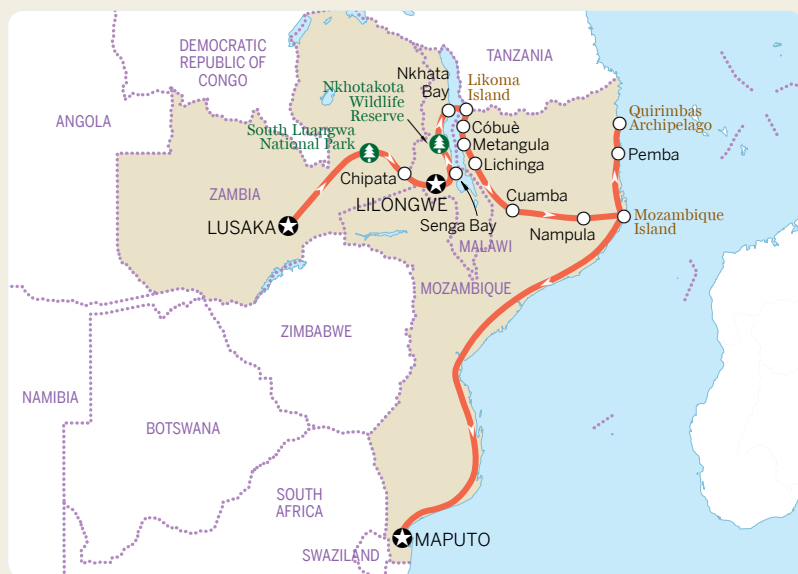 DEMOCRATIC
REPUBLIC OF
CONGO
TANZANIA
ANGOLA
Nkhotakota
Wildlife
Reserve
Nkhata
Bay
Likoma
Island
Quirimbas
Archipelago
South Luangwa
National Park
Cóbuè
Metangula
Lichinga
Pemba
Chipata
ZAMBIA
LILONGWE
Cuamba
LUSAKA
Senga Bay
Nampula
Mozambique
Island
MALAWI
MOZAMBIQUE
ZIMBABWE
NAMIBIA
BOTSWANA
SOUTH
AFRICA
MAPUTO
SWAZILAND